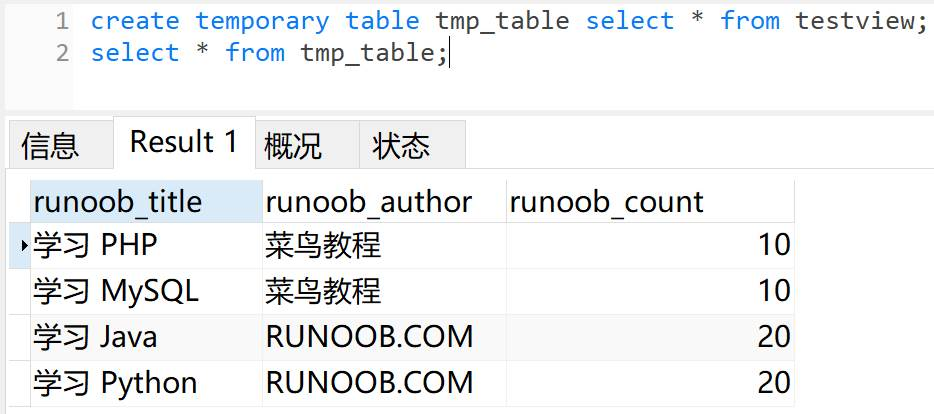 1 create temporary table tmp_table select * from testview;
2 select * from tmp_table;
信息 Result 1 概况 状态
runoob_title runoob_author runoob_count
学习 PHP 菜鸟教程 10
学习 MySQL 菜鸟教程 10
学习 Java RUNOOB.COM 20
学习 Python RUNOOB.COM 20